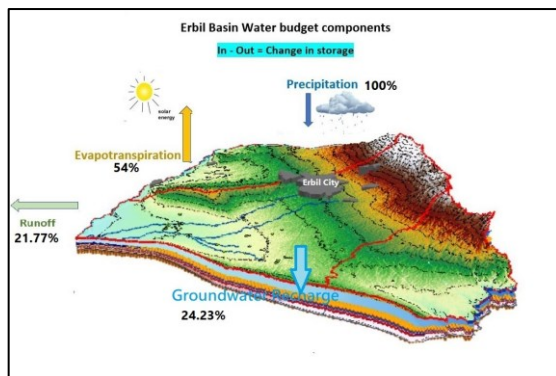 Erbil Basin Water budget components
In - Out = Change in storage
Precipitation 100%
solar
energy
Evapotranspiration
54%
Erbil City
Runoff
21.77%
Groundwater Recharge
24.23%